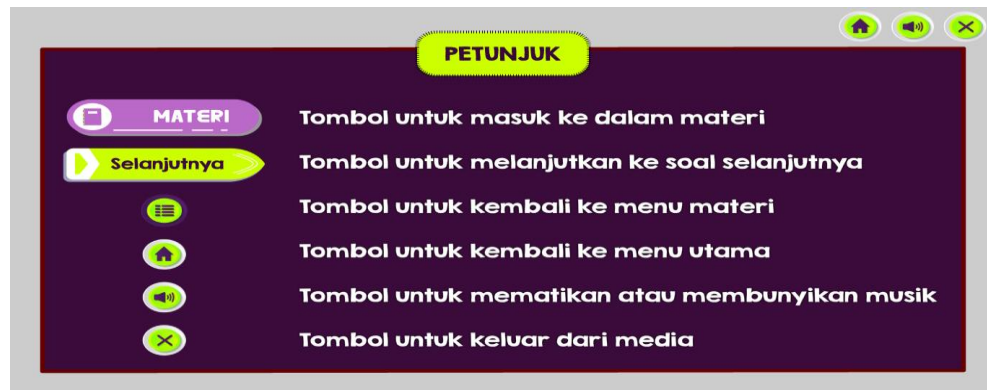 PETUNJUK
MATERI Tombol untuk masuk ke dalam materi
Selanjutnya Tombol untuk melanjutkan ke soal selanjutnya
Tombol untuk kembali ke menu materi
Tombol untuk kembali ke menu utama
Tombol untuk mematikan atau membunyikan musik
Tombol untuk keluar dari media